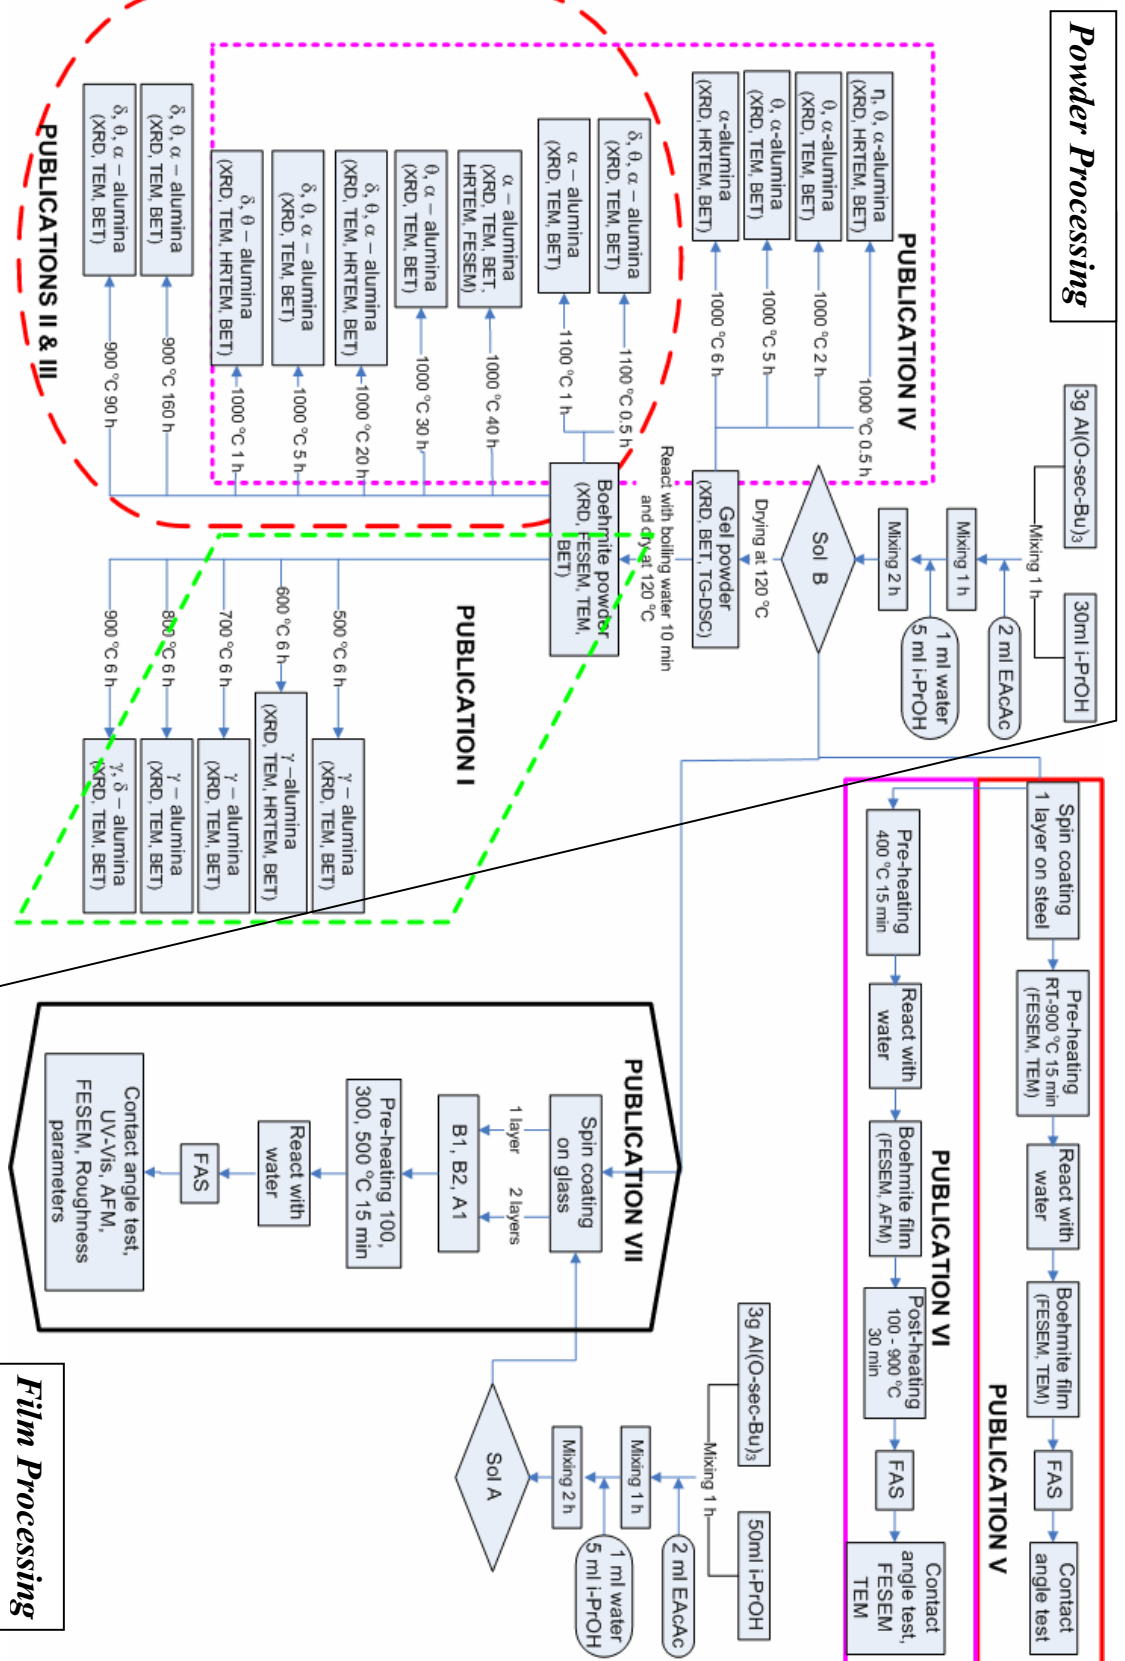 Powder Processing
3g Al(O-sec-Bu)3
30ml i-PrOH
Mixing 1 h
2 ml EAcAc
Mixing 1 h
1 ml water
5 ml i-PrOH
Mixing 2 h
Sol B
Drying at 120 °C
Gel powder
(XRD, BET, TG-DSC)
React with boiling water 10 min
and dry at 120 °C
Boehmite powder
(XRD, FESEM, TEM,
BET)
PUBLICATION IV
1000 °C 0.5 h
η, θ, α-alumina
(XRD, HRTEM, BET)
1000 °C 2 h
θ, α-alumina
(XRD, TEM, BET)
1000 °C 5 h
θ, α-alumina
(XRD, TEM, BET)
1000 °C 6 h
α-alumina
(XRD, HRTEM, BET)
1100 °C 0.5 h
δ, θ, α – alumina
(XRD, TEM, BET)
1100 °C 1 h
α – alumina
(XRD, TEM, BET)
1000 °C 40 h
α – alumina
(XRD, TEM, BET,
HRTEM, FESEM)
1000 °C 30 h
θ, α – alumina
(XRD, TEM, BET)
1000 °C 20 h
δ, θ, α – alumina
(XRD, TEM, HRTEM, BET)
1000 °C 5 h
δ, θ, α – alumina
(XRD, TEM, BET)
1000 °C 1 h
δ, θ – alumina
(XRD, TEM, HRTEM, BET)
900 °C 160 h
δ, θ, α – alumina
(XRD, TEM, BET)
900 °C 90 h
δ, θ, α – alumina
(XRD, TEM, BET)
PUBLICATIONS II & III
PUBLICATION I
500 °C 6 h
γ – alumina
(XRD, TEM, BET)
600 °C 6 h
γ – alumina
(XRD, TEM, HRTEM, BET)
700 °C 6 h
γ – alumina
(XRD, TEM, BET)
800 °C 6 h
γ – alumina
(XRD, TEM, BET)
900 °C 6 h
γ, δ – alumina
(XRD, TEM, BET)
Spin coating
1 layer on steel
Pre-heating
RT-900 °C 15 min
(FESEM, TEM)
React with
water
Boehmite film
(FESEM, TEM)
FAS
Contact
angle test
PUBLICATION V
PUBLICATION VI
Pre-heating
400 °C 15 min
React with
water
Boehmite film
(FESEM, AFM)
Post-heating
100 - 900 °C
30 min
FAS
Contact
angle test,
FESEM
TEM
PUBLICATION VII
Spin coating
on glass
1 layer
2 layers
B1, B2, A1
Pre-heating 100,
300, 500 °C 15 min
React with
water
FAS
Contact angle test,
UV-Vis, AFM,
FESEM, Roughness
parameters
3g Al(O-sec-Bu)3
50ml i-PrOH
Mixing 1 h
2 ml EAcAc
Mixing 1 h
1 ml water
5 ml i-PrOH
Mixing 2 h
Sol A
Film Processing